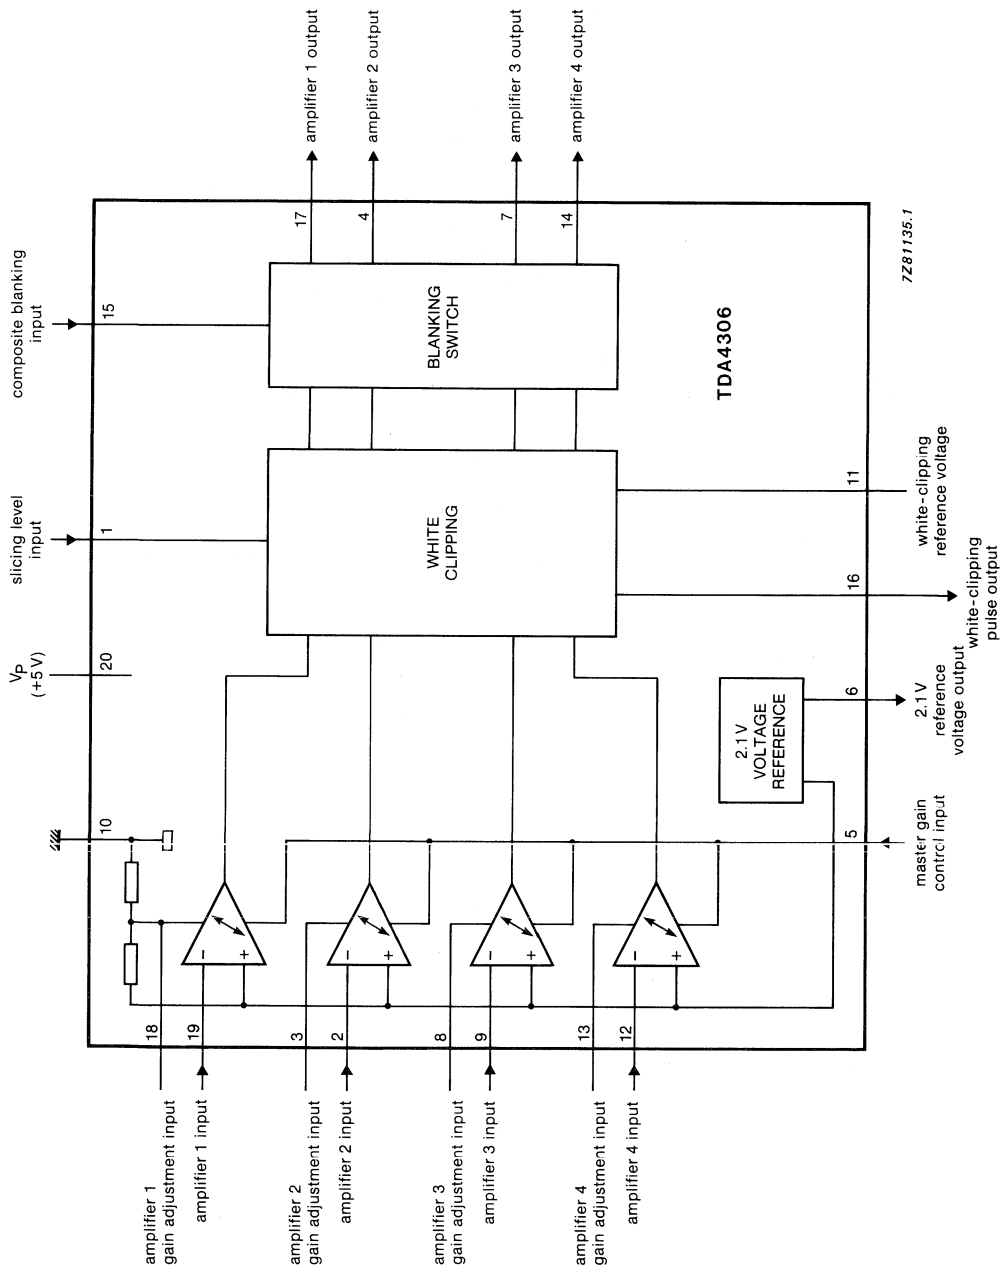 amplifier 1 output
amplifier 2 output
amplifier 3 output
amplifier 4 output
17
4
7
14
7Z81135.1
composite blanking
input
15
BLANKING
SWITCH
TDA4306
slicing level
input
1
WHITE
CLIPPING
11
white-clipping
reference voltage
16
white-clipping
pulse output
VP
(+5 V)
20
2.1 V
VOLTAGE
REFERENCE
6
2.1 V
reference
voltage output
10
5
master gain
control input
−
+
−
+
−
+
−
+
18
19
3
2
8
9
13
12
amplifier 1
gain adjustment input
amplifier 1 input
amplifier 2
gain adjustment input
amplifier 2 input
amplifier 3
gain adjustment input
amplifier 3 input
amplifier 4
gain adjustment input
amplifier 4 input